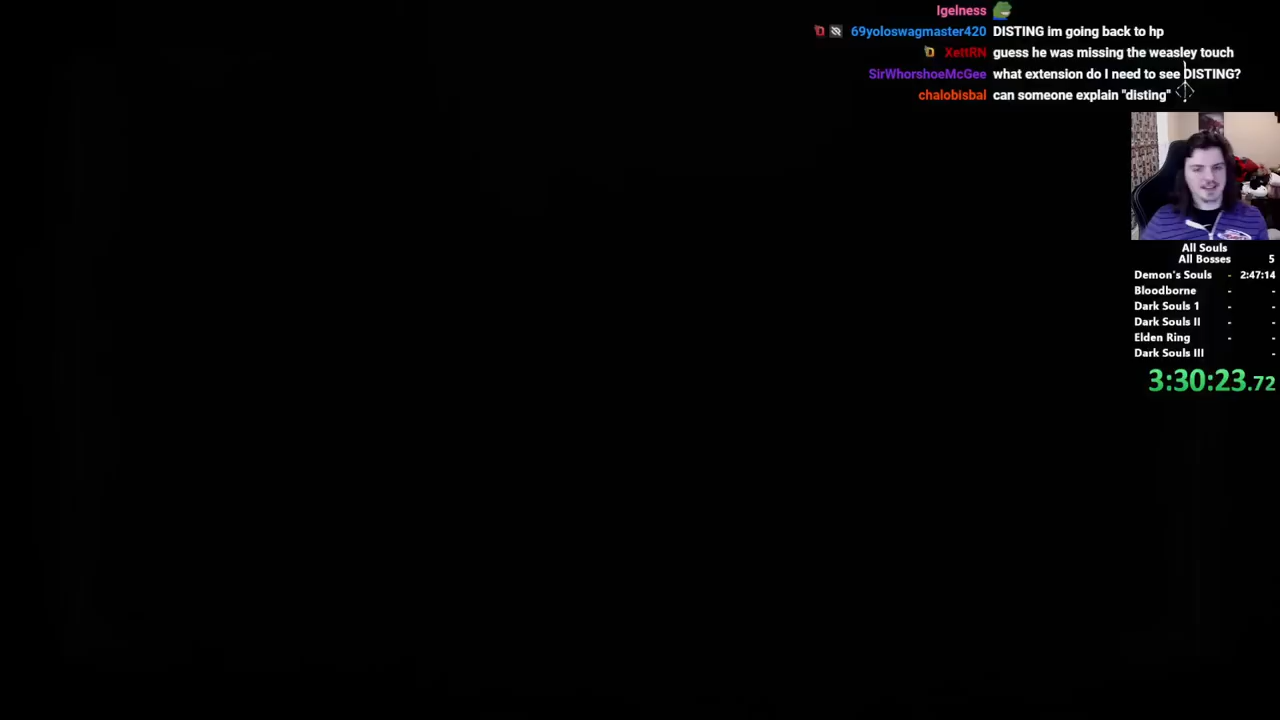 Igelness
69yoloswagmaster420 DISTING im going back to hp
XettRN guess he was missing the weasley touch
SirWhorshoeMcGee what extension do I need to see DISTING?
chalobisbal can someone explain "disting"
All Souls
All Bosses 5
Demon's Souls - 2:47:14
Bloodborne - -
Dark Souls 1 - -
Dark Souls II - -
Elden Ring - -
Dark Souls III -
3:30:23.72